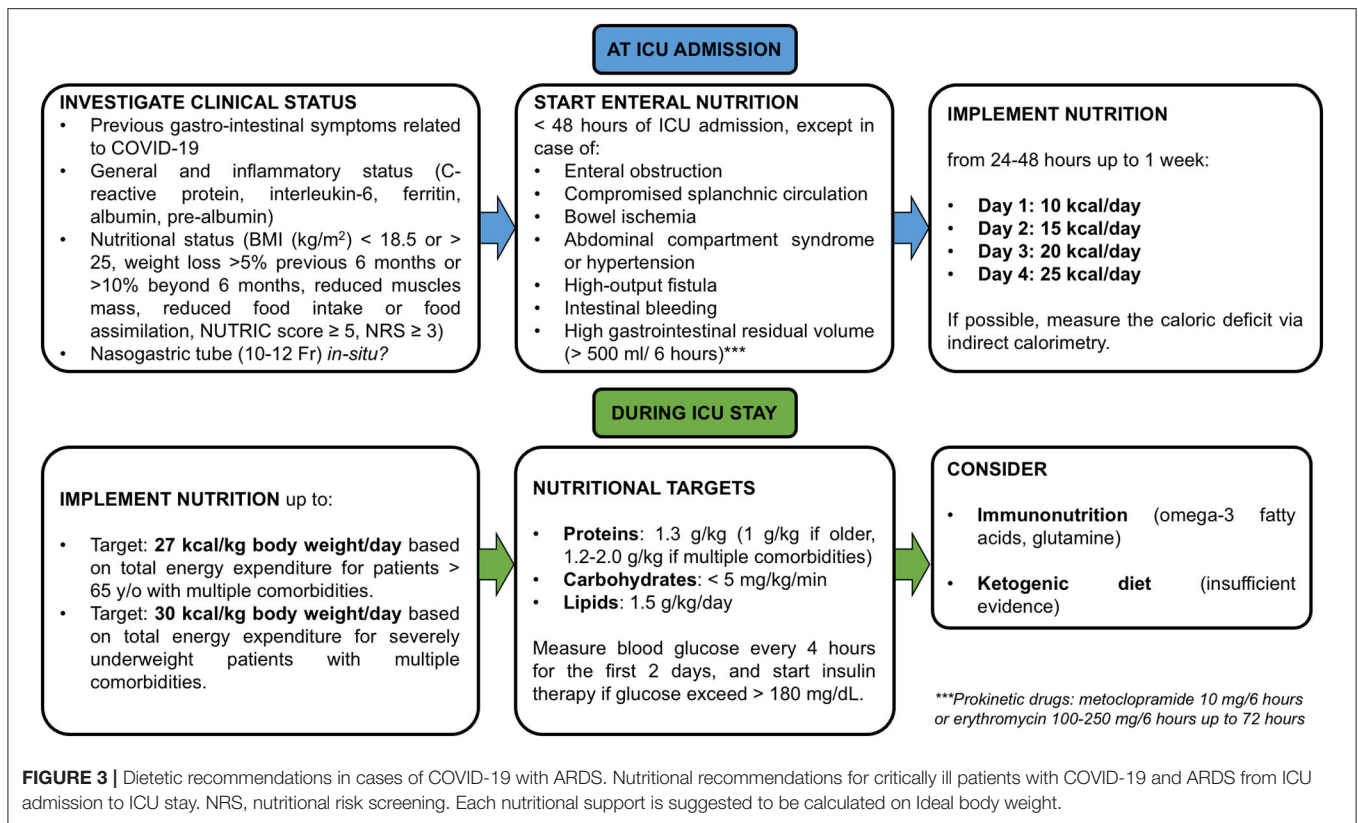 AT ICU ADMISSION
INVESTIGATE CLINICAL STATUS
• Previous gastro-intestinal symptoms related
to COVID-19
• General and inflammatory status (C-
reactive protein, interleukin-6, ferritin,
albumin, pre-albumin)
• Nutritional status (BMI (kg/m²) < 18.5 or >
25, weight loss >5% previous 6 months or
>10% beyond 6 months, reduced muscles
mass, reduced food intake or food
assimilation, NUTRIC score ≥ 5, NRS ≥ 3)
• Nasogastric tube (10-12 Fr) in-situ?
START ENTERAL NUTRITION
< 48 hours of ICU admission, except in
case of:
• Enteral obstruction
• Compromised splanchnic circulation
• Bowel ischemia
• Abdominal compartment syndrome
or hypertension
• High-output fistula
• Intestinal bleeding
• High gastrointestinal residual volume
(> 500 ml/ 6 hours)***
IMPLEMENT NUTRITION
from 24-48 hours up to 1 week:
• Day 1: 10 kcal/day
• Day 2: 15 kcal/day
• Day 3: 20 kcal/day
• Day 4: 25 kcal/day
If possible, measure the caloric deficit via
indirect calorimetry.
DURING ICU STAY
IMPLEMENT NUTRITION up to:
• Target: 27 kcal/kg body weight/day based
on total energy expenditure for patients >
65 y/o with multiple comorbidities.
• Target: 30 kcal/kg body weight/day based
on total energy expenditure for severely
underweight patients with multiple
comorbidities.
NUTRITIONAL TARGETS
• Proteins: 1.3 g/kg (1 g/kg if older,
1.2-2.0 g/kg if multiple comorbidities)
• Carbohydrates: < 5 mg/kg/min
• Lipids: 1.5 g/kg/day
Measure blood glucose every 4 hours
for the first 2 days, and start insulin
therapy if glucose exceed > 180 mg/dL.
CONSIDER
• Immunonutrition (omega-3 fatty
acids, glutamine)
• Ketogenic diet (insufficient
evidence)
***Prokinetic drugs: metoclopramide 10 mg/6 hours
or erythromycin 100-250 mg/6 hours up to 72 hours
FIGURE 3 | Dietetic recommendations in cases of COVID-19 with ARDS. Nutritional recommendations for critically ill patients with COVID-19 and ARDS from ICU
admission to ICU stay. NRS, nutritional risk screening. Each nutritional support is suggested to be calculated on Ideal body weight.